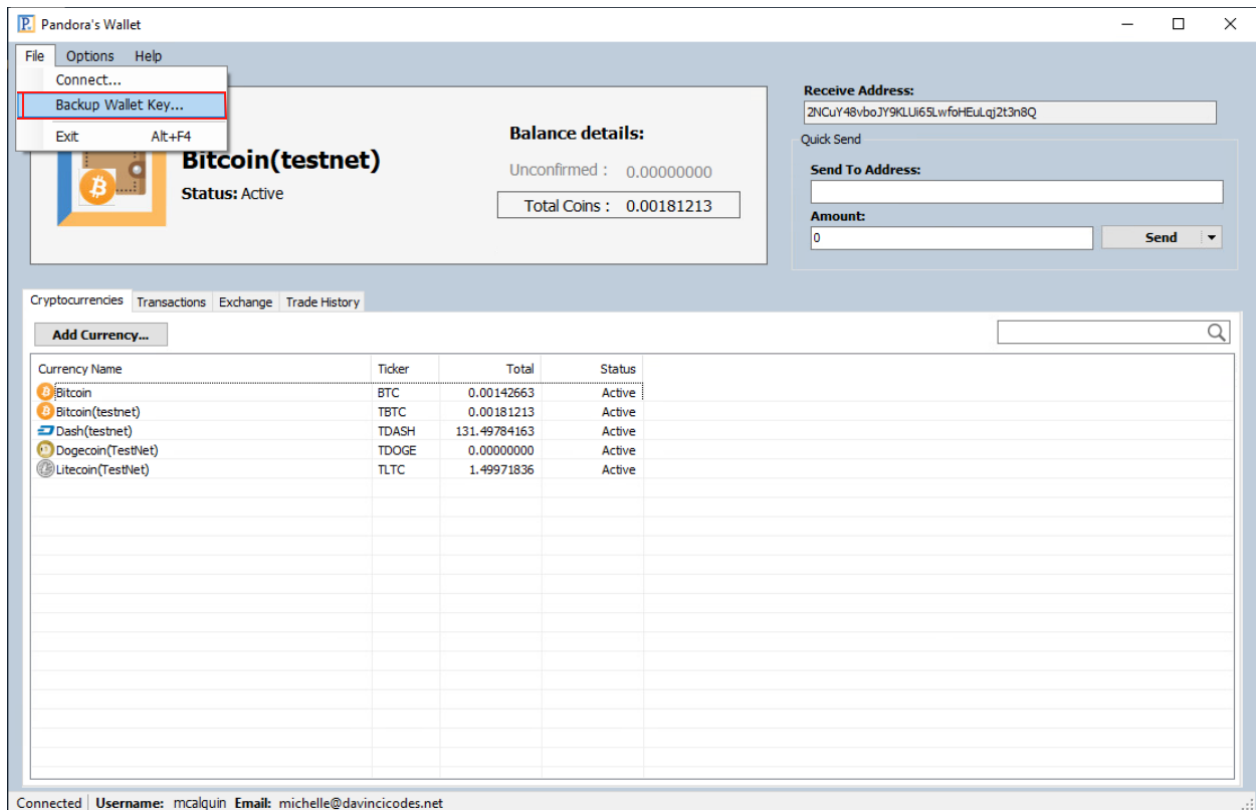 Pandora's Wallet
File Options Help
Connect...
Backup Wallet Key...
Exit Alt+F4
Bitcoin(testnet)
Status: Active
Balance details:
Unconfirmed : 0.00000000
Total Coins : 0.00181213
Receive Address:
2NCuY48vboJY9KLUi65LwfoHEuLqj2t3n8Q
Quick Send
Send To Address:
Amount:
0 Send
Cryptocurrencies Transactions Exchange Trade History
Add Currency...
Currency Name Ticker Total Status
Bitcoin BTC 0.00142663 Active
Bitcoin(testnet) TBTC 0.00181213 Active
Dash(testnet) TDASH 131.49784163 Active
Dogecoin(TestNet) TDOGE 0.00000000 Active
Litecoin(TestNet) TLTC 1.49971836 Active
Connected Username: mcalquin Email: michelle@davincicodes.net